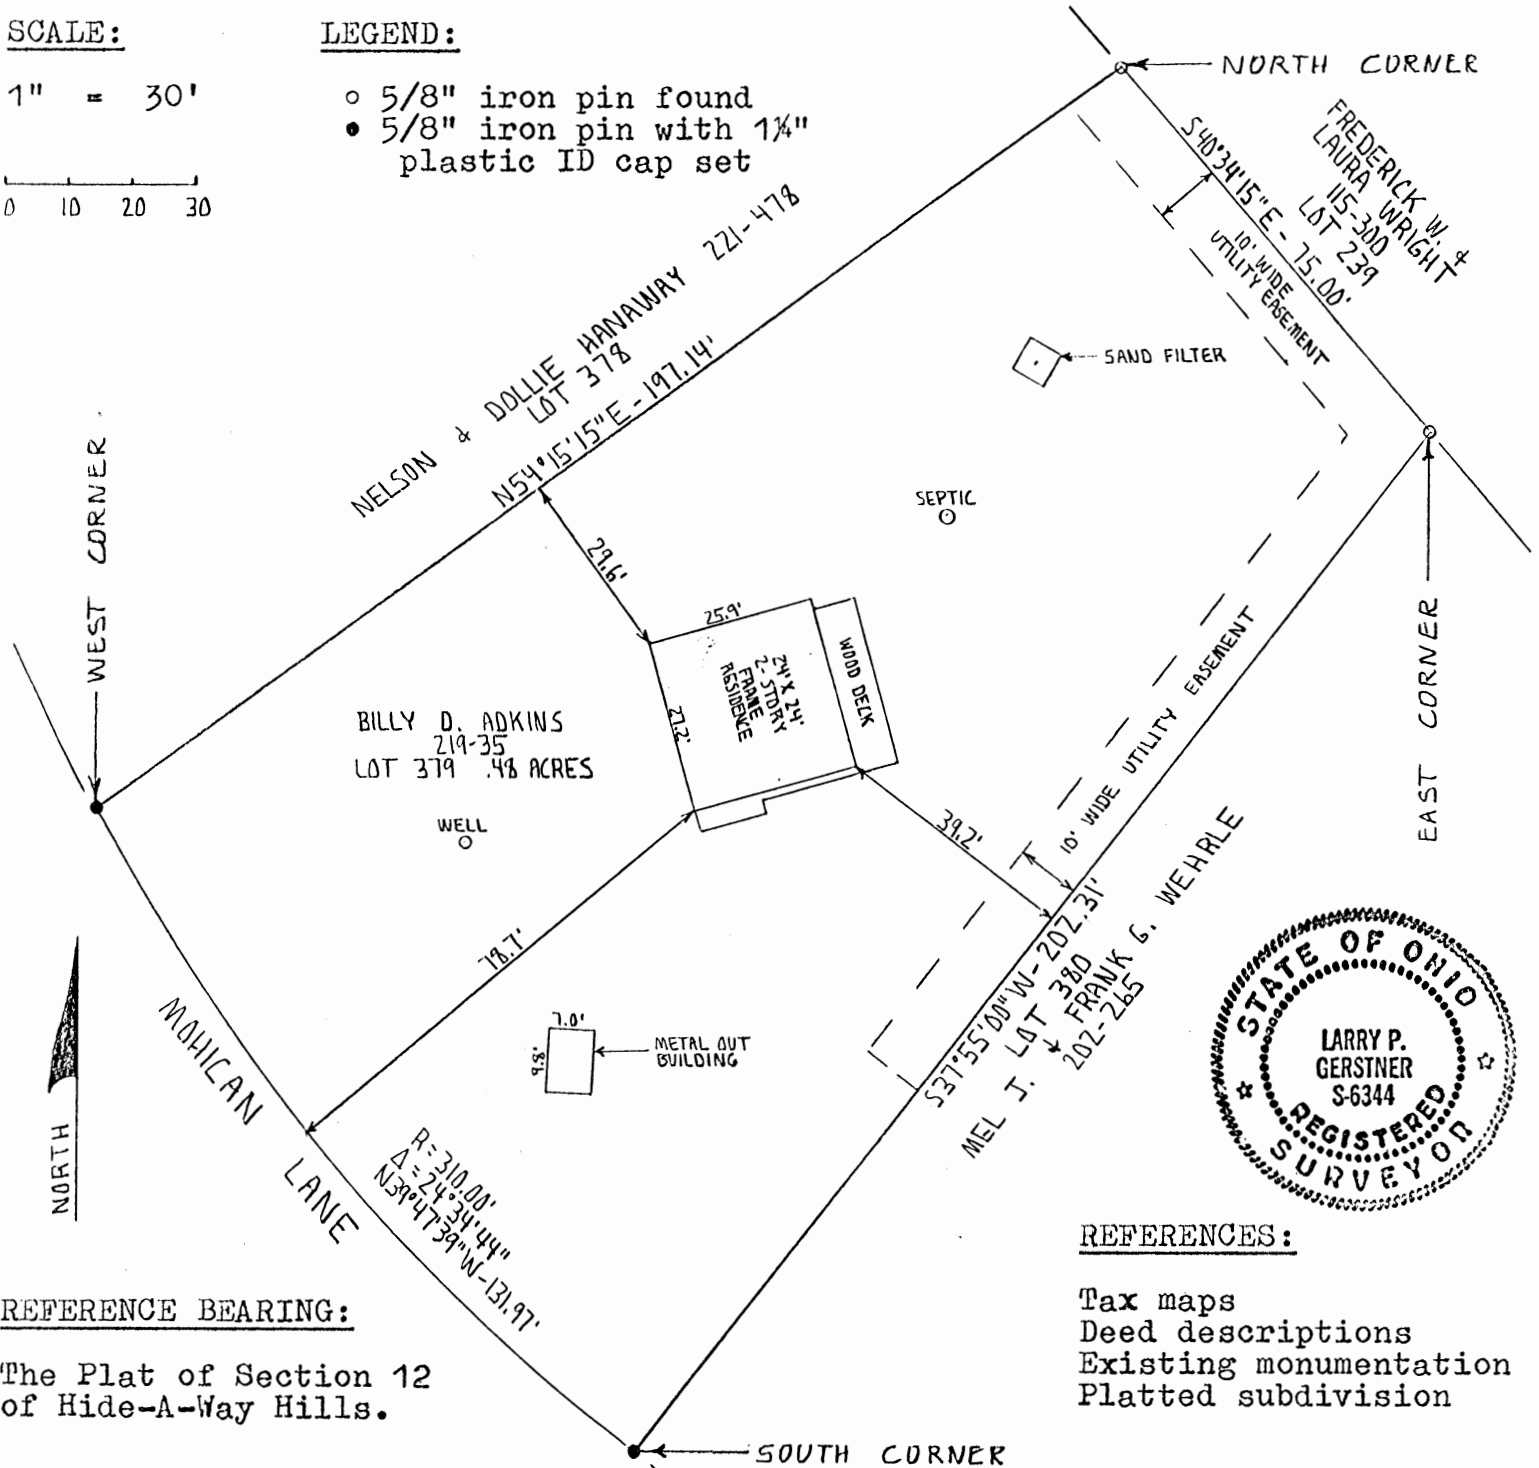 SCALE:
1" = 30'
0 10 20 30
LEGEND:
○ 5/8" iron pin found
● 5/8" iron pin with 1¼"
plastic ID cap set
NORTH CORNER
FREDERICK W. &
LAURA WRIGHT
115-300
LOT 239
S40°34'15"E - 75.00'
10' WIDE
UTILITY EASEMENT
NELSON & DOLLIE HANAWAY 221-478
LOT 378
N54°15'15"E - 197.14'
SAND FILTER
SEPTIC
WEST CORNER
29.6'
25.9'
27.2'
24' X 24'
2-STORY
FRAME
RESIDENCE
WOOD DECK
BILLY D. ADKINS
219-35
LOT 379 .48 ACRES
WELL
39.2'
10' WIDE UTILITY EASEMENT
EAST CORNER
S37°55'00"W - 202.31'
LOT 380
MEL J. & FRANK G. WEHRLE
202-265
78.7'
7.0'
9.8'
METAL OUT
BUILDING
MOHICAN LANE
NORTH
R = 310.00'
Δ = 24°34'44"
N39°47'39"W - 131.97'
STATE OF OHIO
LARRY P.
GERSTNER
S-6344
REGISTERED
SURVEYOR
REFERENCE BEARING:
The Plat of Section 12
of Hide-A-Way Hills.
REFERENCES:
Tax maps
Deed descriptions
Existing monumentation
Platted subdivision
SOUTH CORNER